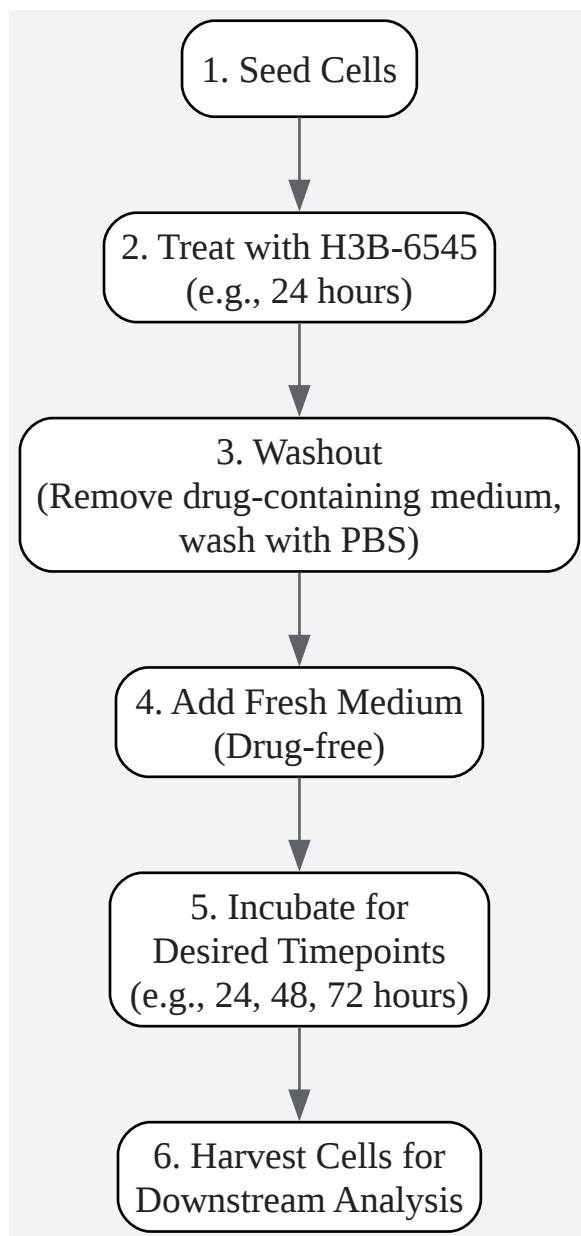 1. Seed Cells
2. Treat with H3B-6545
(e.g., 24 hours)
3. Washout
(Remove drug-containing medium,
wash with PBS)
4. Add Fresh Medium
(Drug-free)
5. Incubate for
Desired Timepoints
(e.g., 24, 48, 72 hours)
6. Harvest Cells for
Downstream Analysis